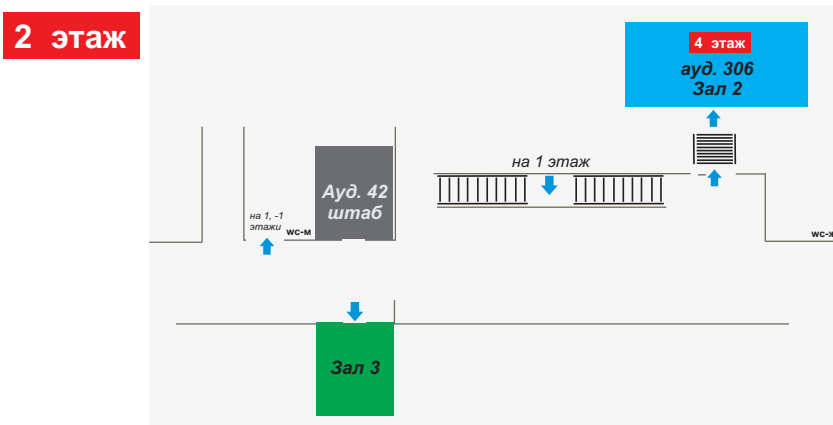 2 этаж
4 этаж
ауд. 306
Зал 2
на 1 этаж
Ауд. 42
штаб
на 1, -1
этажи
wc-м
wc-ж
Зал 3